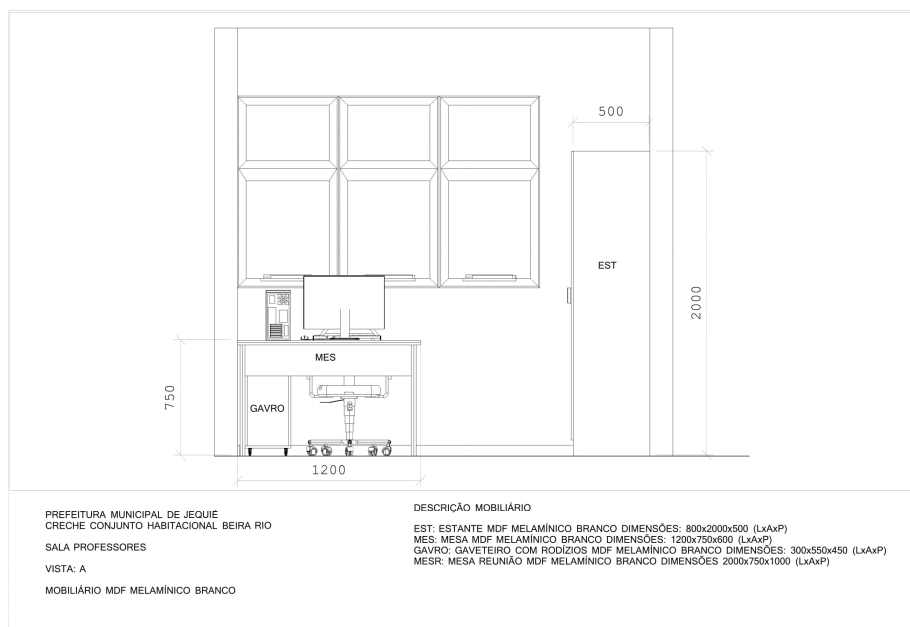 500
EST
2000
MES
750
GAVRO
1200
PREFEITURA MUNICIPAL DE JEQUIÉ
CRECHE CONJUNTO HABITACIONAL BEIRA RIO
SALA PROFESSORES
VISTA: A
MOBILIÁRIO MDF MELAMÍNICO BRANCO
DESCRIÇÃO MOBILIÁRIO
EST: ESTANTE MDF MELAMÍNICO BRANCO DIMENSÕES: 800x2000x500 (LxAxP)
MES: MESA MDF MELAMÍNICO BRANCO DIMENSÕES: 1200x750x600 (LxAxP)
GAVRO: GAVETEIRO COM RODÍZIOS MDF MELAMÍNICO BRANCO DIMENSÕES: 300x550x450 (LxAxP)
MESR: MESA REUNIÃO MDF MELAMÍNICO BRANCO DIMENSÕES 2000x750x1000 (LxAxP)